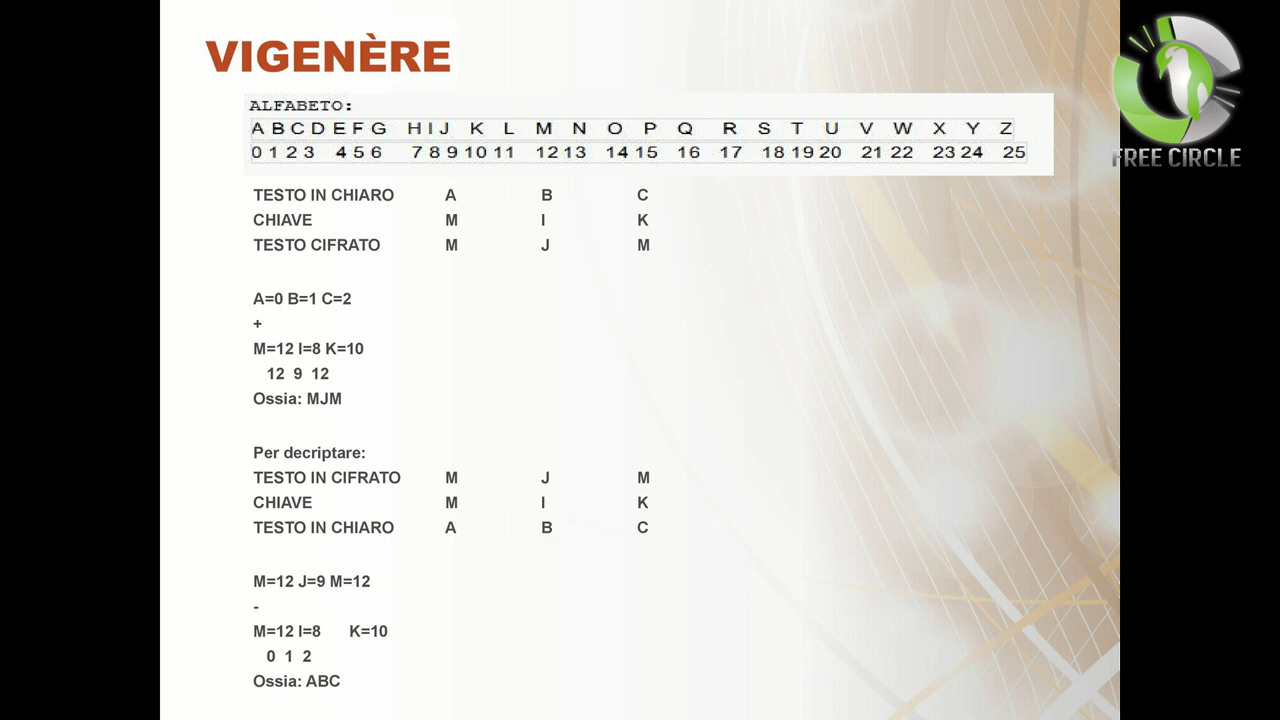 VIGENÈRE
FREE CIRCLE
ALFABETO:
A B C D E F G H I J K L M N O P Q R S T U V W X Y Z
0 1 2 3 4 5 6 7 8 9 10 11 12 13 14 15 16 17 18 19 20 21 22 23 24 25
TESTO IN CHIARO A B C
CHIAVE M I K
TESTO CIFRATO M J M
A=0 B=1 C=2
+
M=12 I=8 K=10
12 9 12
Ossia: MJM
Per decriptare:
TESTO IN CIFRATO M J M
CHIAVE M I K
TESTO IN CHIARO A B C
M=12 J=9 M=12
-
M=12 I=8 K=10
0 1 2
Ossia: ABC